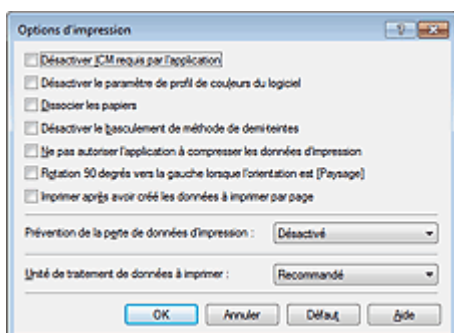 Options d'impression
Désactiver ICM requis par l'application
Désactiver le paramètre de profil de couleurs du logiciel
Dissocier les papiers
Désactiver le basculement de méthode de demi-teintes
Ne pas autoriser l'application à compresser les données d'impression
Rotation 90 degrés vers la gauche lorsque l'orientation est [Paysage]
Imprimer après avoir créé les données à imprimer par page
Prévention de la perte de données d'impression : Désactivé
Unité de traitement de données à imprimer : Recommandé
OK Annuler Défaut Aide